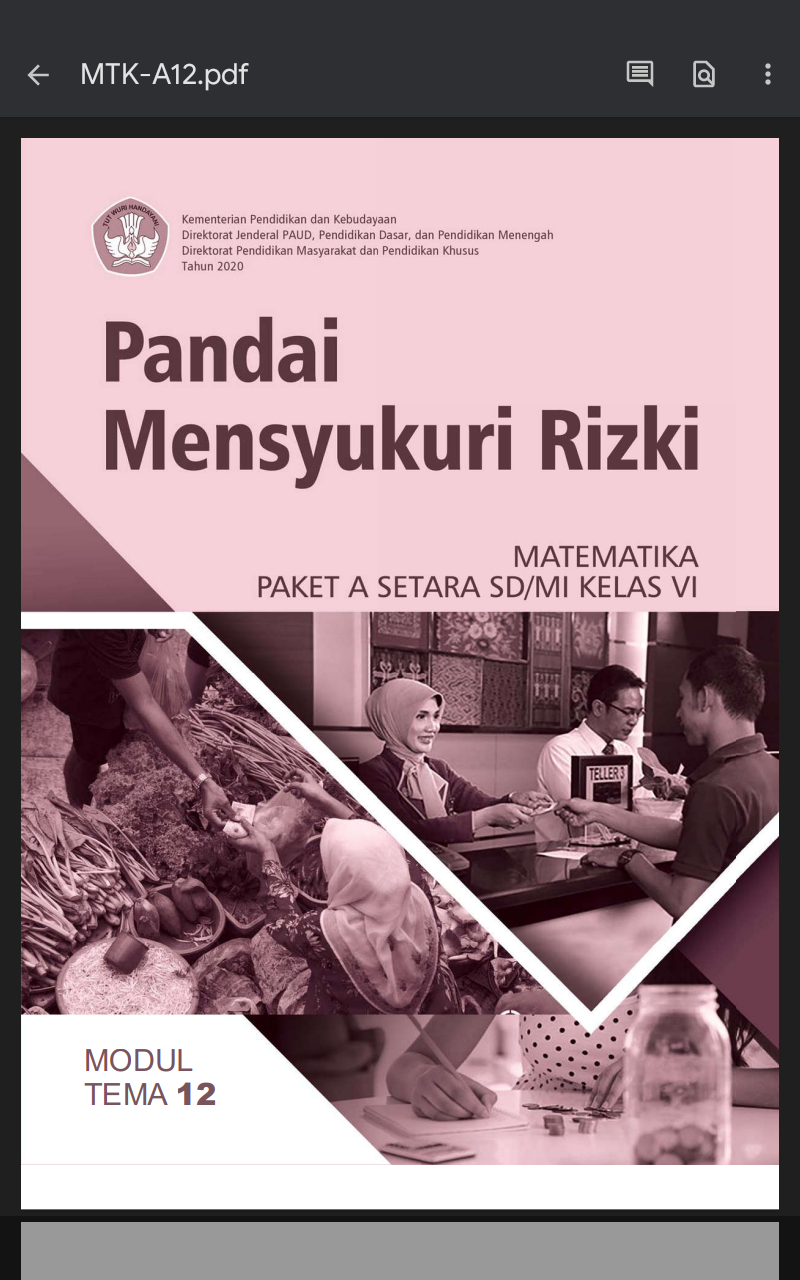 MTK-A12.pdf
TUT WURI HANDAYANI
Kementerian Pendidikan dan Kebudayaan
Direktorat Jenderal PAUD, Pendidikan Dasar, dan Pendidikan Menengah
Direktorat Pendidikan Masyarakat dan Pendidikan Khusus
Tahun 2020
Pandai
Mensyukuri Rizki
MATEMATIKA
PAKET A SETARA SD/MI KELAS VI
TELLER 3
MODUL
TEMA 12